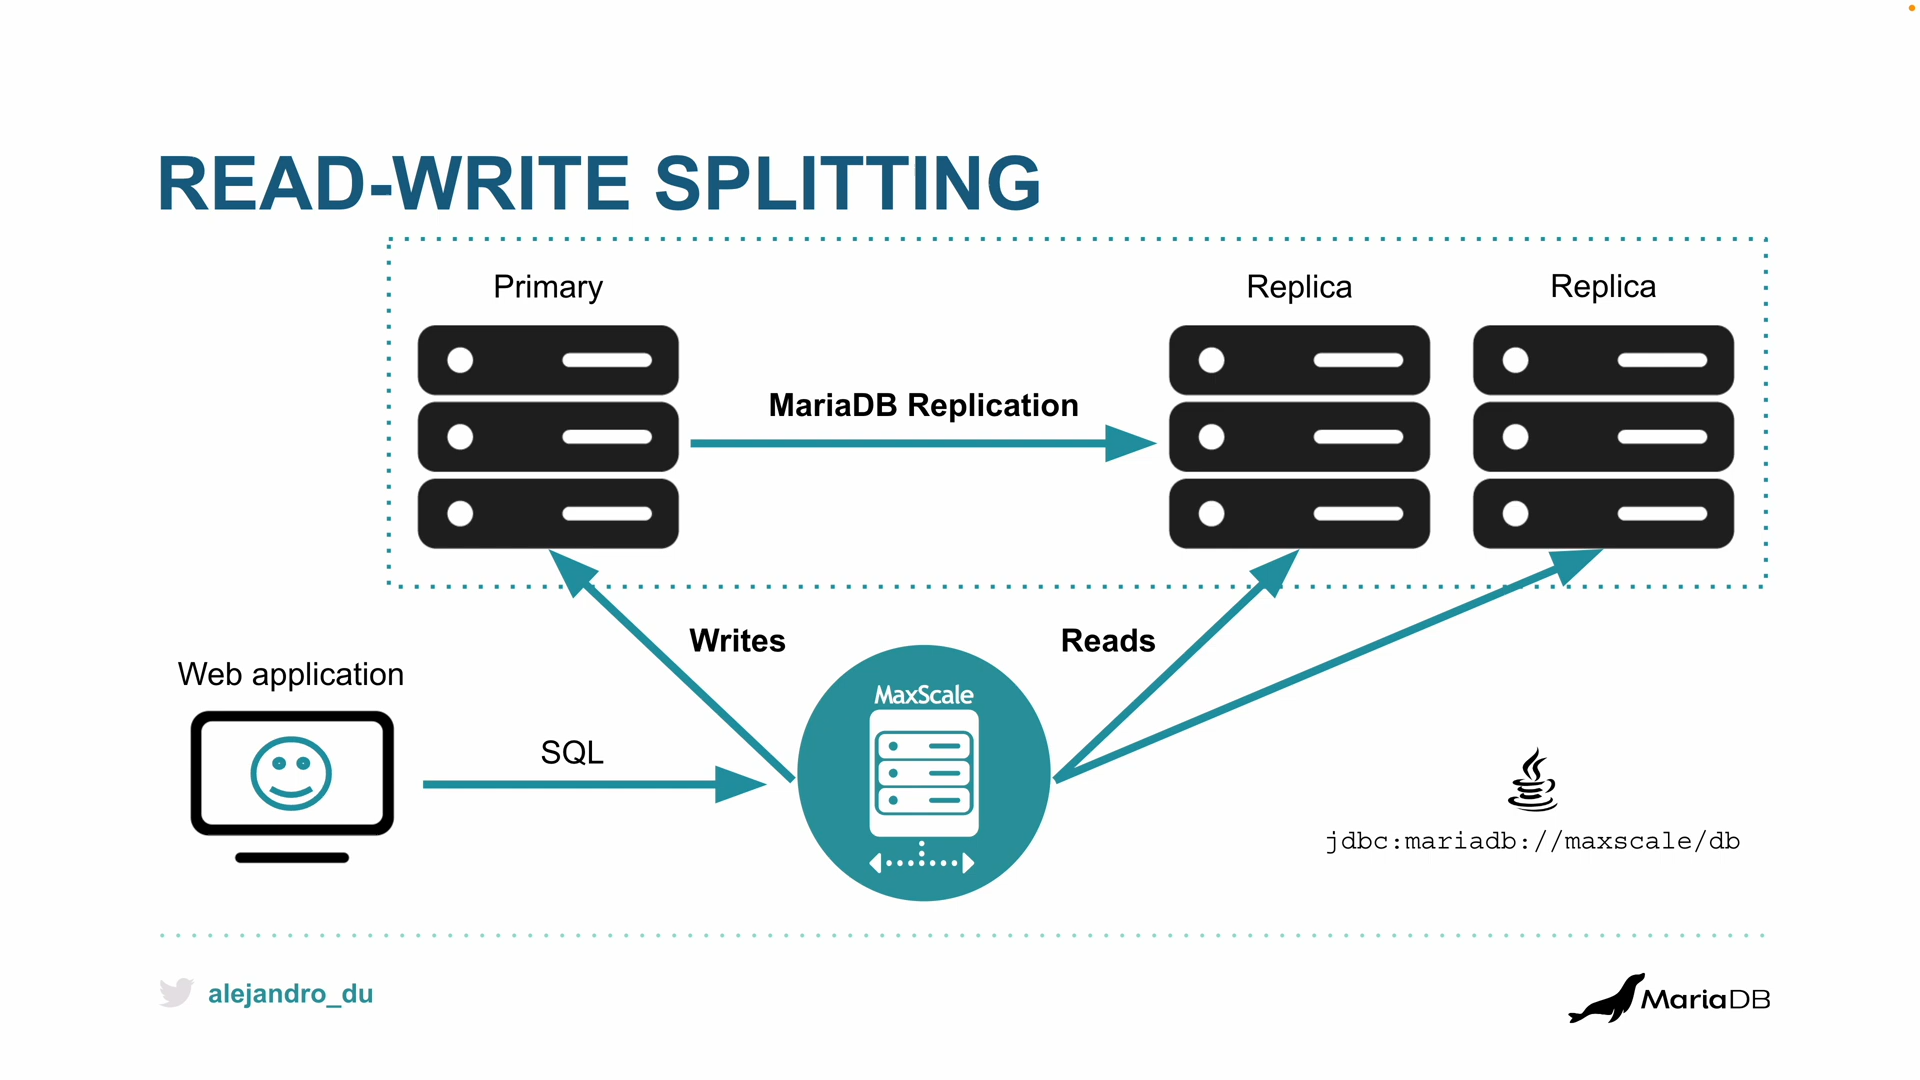 READ-WRITE SPLITTING
Primary
Replica
Replica
MariaDB Replication
Writes
Reads
Web application
SQL
MaxScale
jdbc:mariadb://maxscale/db
alejandro_du
MariaDB